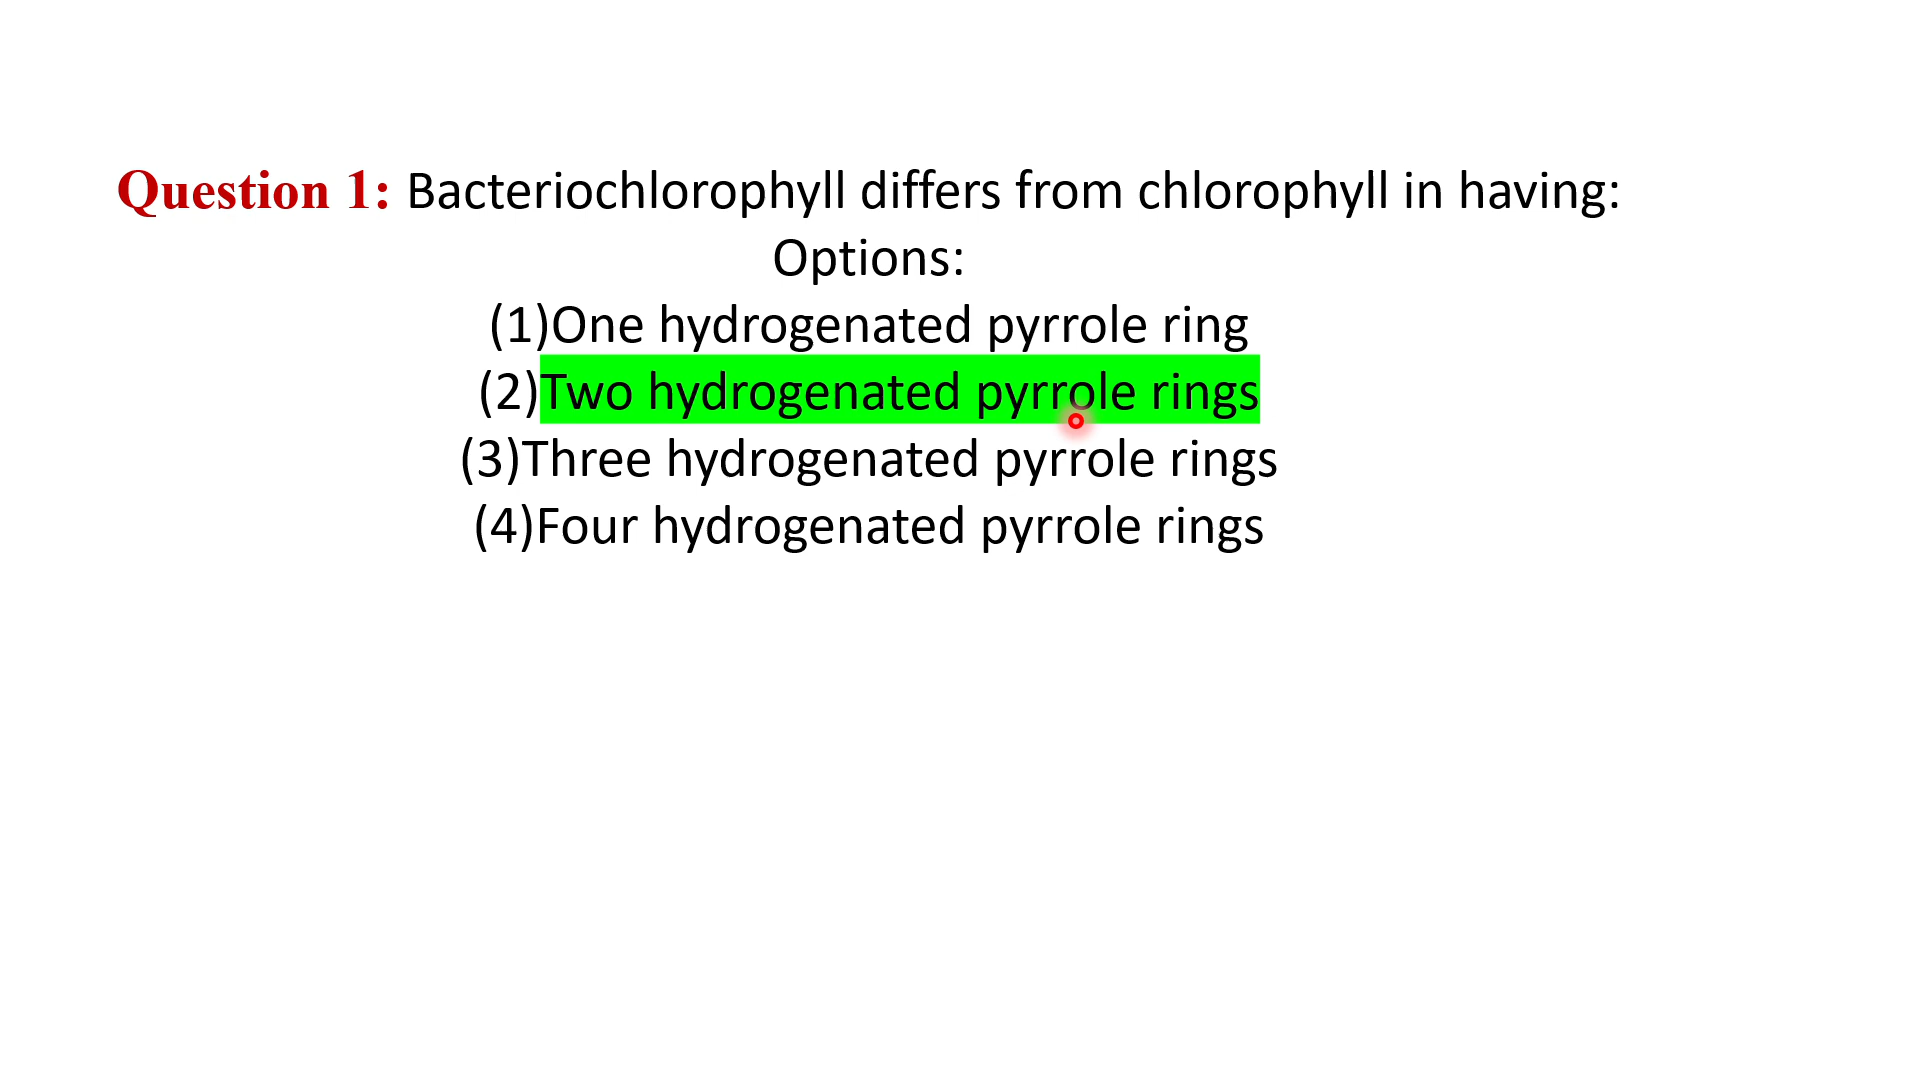 Question 1: Bacteriochlorophyll differs from chlorophyll in having:
Options:
(1)One hydrogenated pyrrole ring
(2)Two hydrogenated pyrrole rings
(3)Three hydrogenated pyrrole rings
(4)Four hydrogenated pyrrole rings